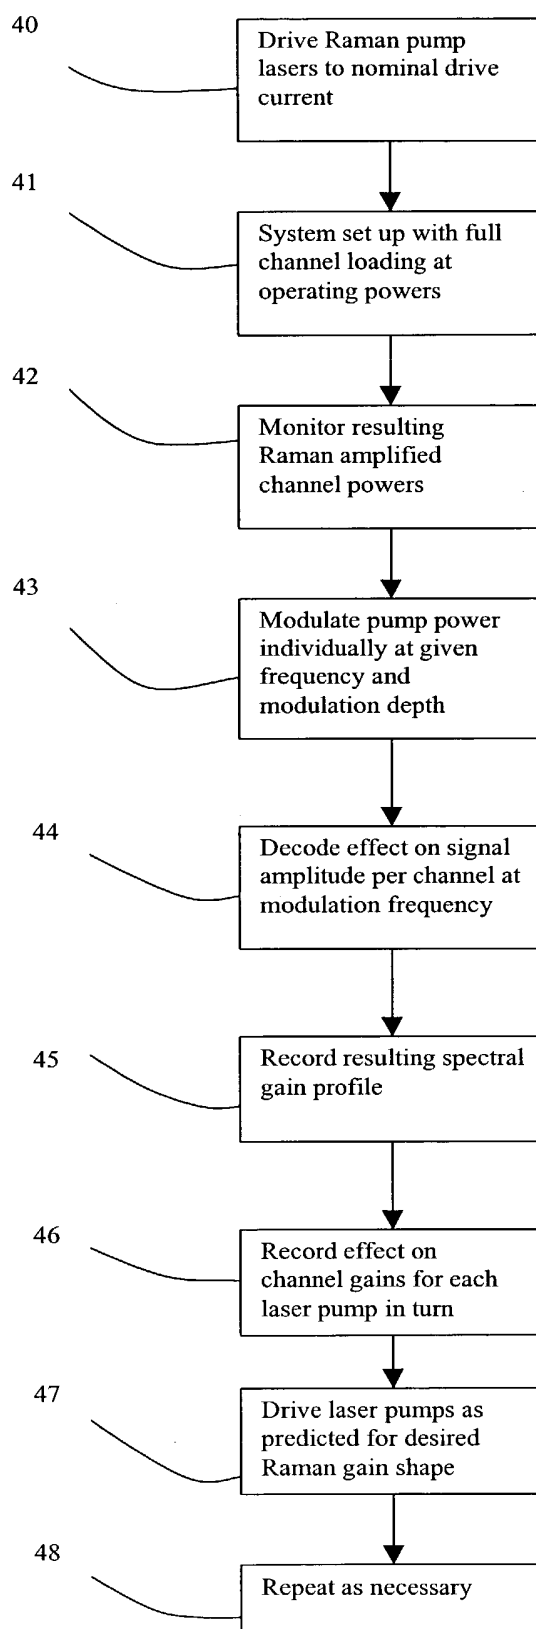 40
Drive Raman pump
lasers to nominal drive
current
41
System set up with full
channel loading at
operating powers
42
Monitor resulting
Raman amplified
channel powers
43
Modulate pump power
individually at given
frequency and
modulation depth
44
Decode effect on signal
amplitude per channel at
modulation frequency
45
Record resulting spectral
gain profile
46
Record effect on
channel gains for each
laser pump in turn
47
Drive laser pumps as
predicted for desired
Raman gain shape
48
Repeat as necessary